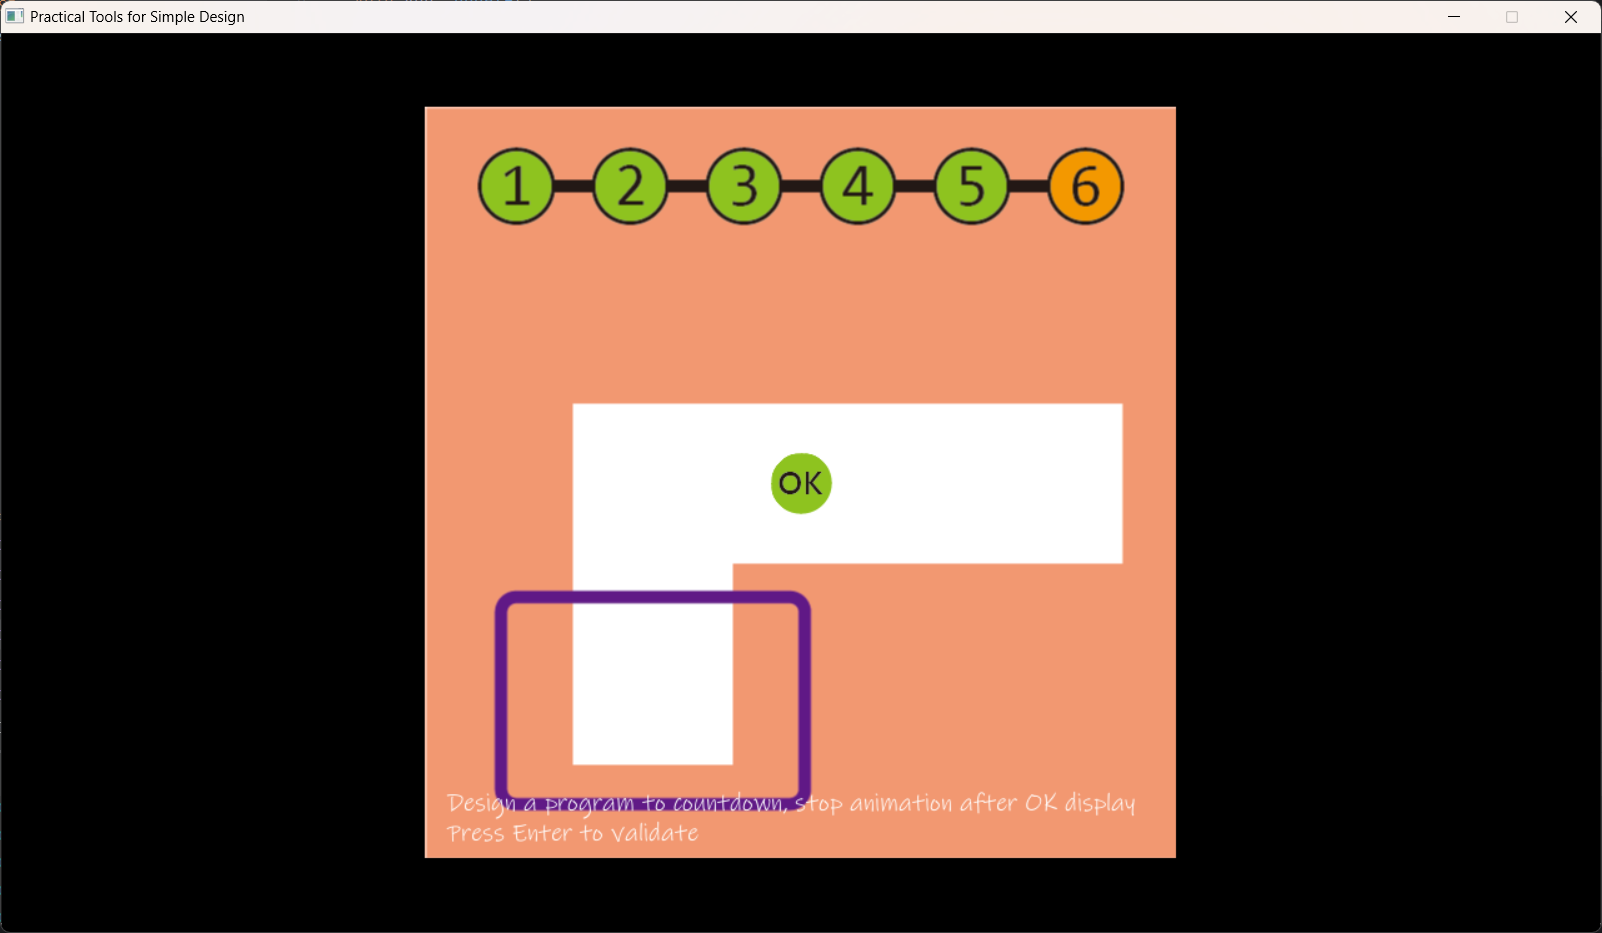 Practical Tools for Simple Design
1 2 3 4 5 6
OK
Design a program to countdown, stop animation after OK display
Press Enter to Validate